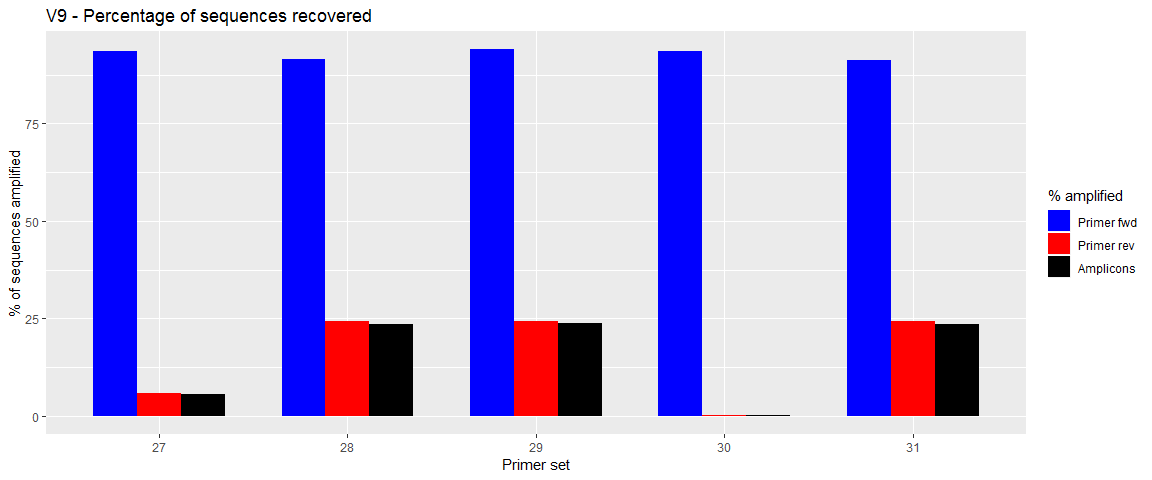 V9 - Percentage of sequences recovered
% of sequences amplified
75
50
25
0
27 28 29 30 31
Primer set
% amplified
Primer fwd
Primer rev
Amplicons